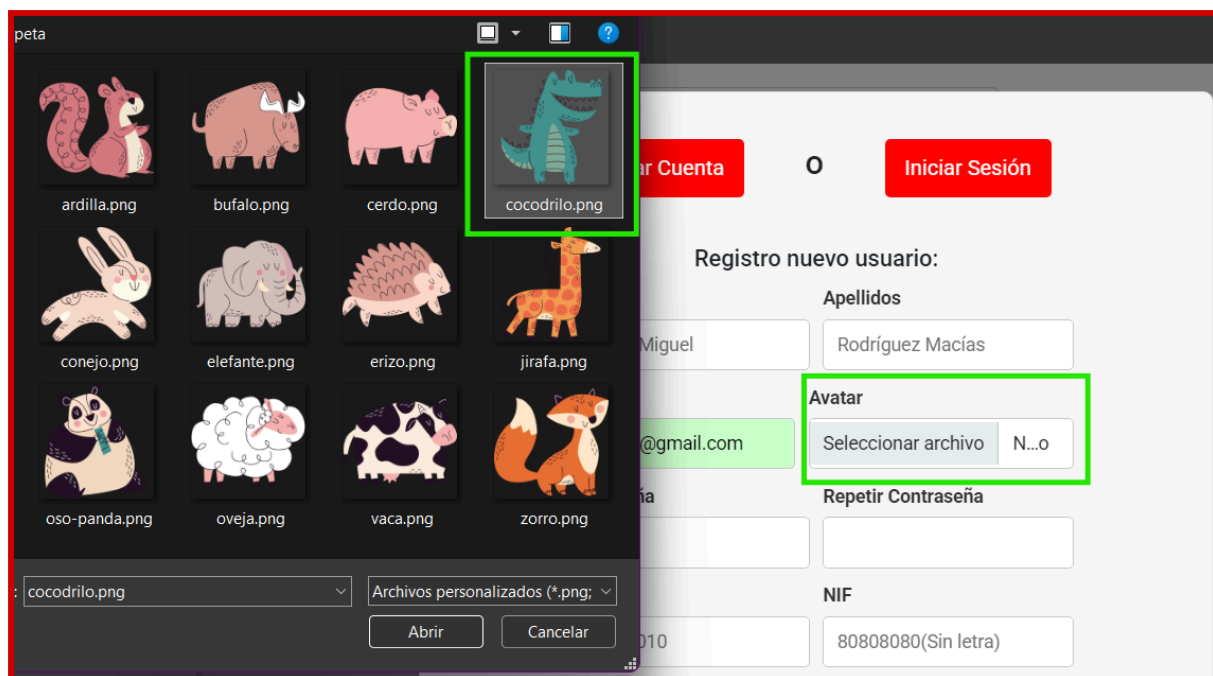 peta
ardilla.png
bufalo.png
cerdo.png
cocodrilo.png
conejo.png
elefante.png
erizo.png
jirafa.png
oso-panda.png
oveja.png
vaca.png
zorro.png
: cocodrilo.png
Archivos personalizados (*.png;
Abrir
Cancelar
ar Cuenta
O
Iniciar Sesión
Registro nuevo usuario:
Apellidos
Miguel
Rodríguez Macías
Avatar
@gmail.com
Seleccionar archivo
N...o
ña
Repetir Contraseña
NIF
010
80808080(Sin letra)